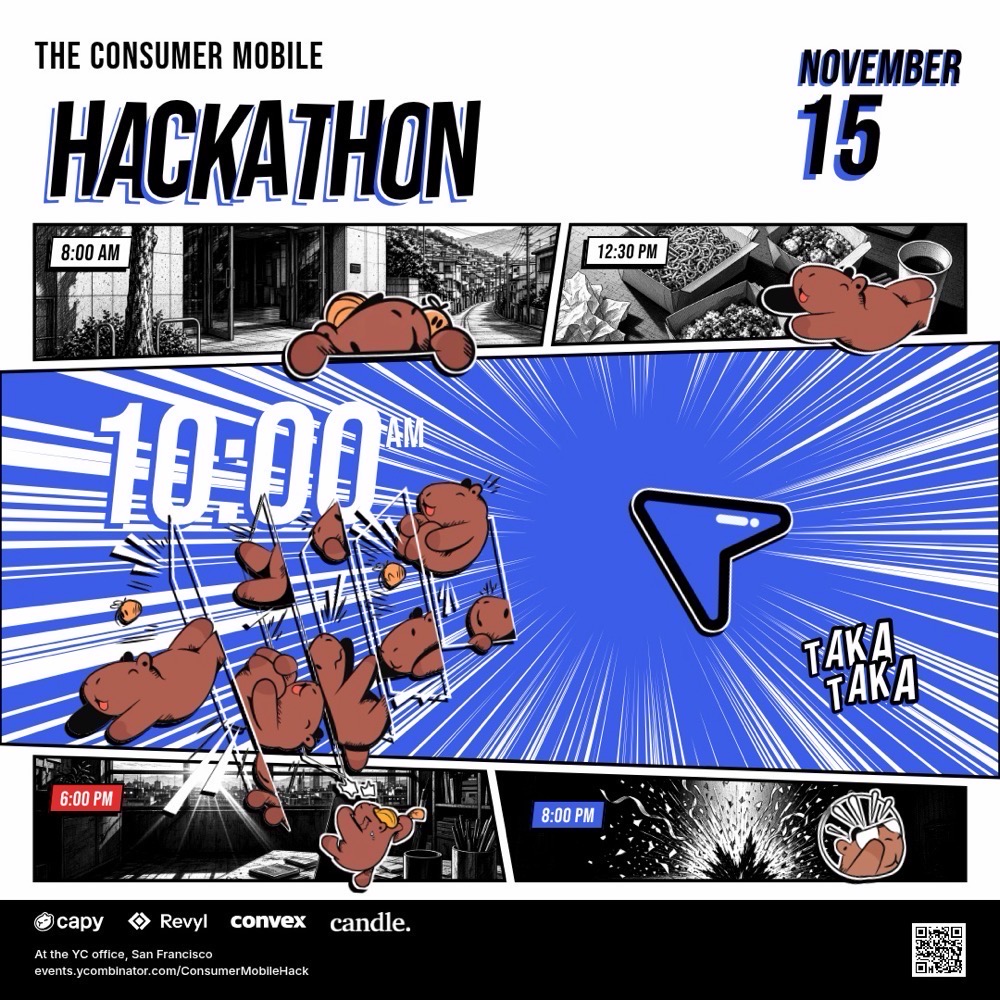 THE CONSUMER MOBILE
HACKATHON
NOVEMBER
15
8:00 AM
12:30 PM
10:00 AM
TAKA
TAKA
6:00 PM
8:00 PM
capy Revyl convex candle.
At the YC office, San Francisco
events.ycombinator.com/ConsumerMobileHack